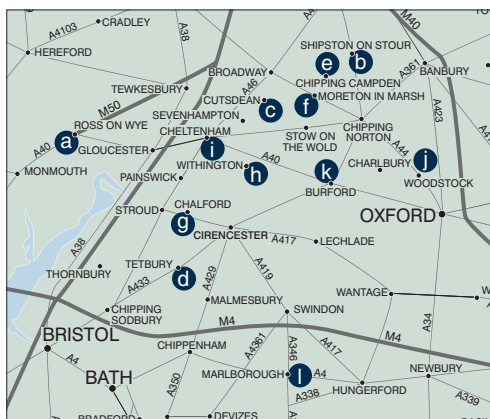 A4103
CRADLEY
A38
M40
HEREFORD
SHIPSTON ON STOUR
e
b
BROADWAY
A46
A361
BANBURY
TEWKESBURY
CHIPPING CAMPDEN
M50
CUTSDEAN
c
f
MORETON IN MARSH
A423
ROSS ON WYE
SEVENHAMPTON
a
CHELTENHAM
STOW ON
THE WOLD
CHIPPING
NORTON
A40
GLOUCESTER
i
A44
j
MONMOUTH
WITHINGTON
A40
CHARLBURY
PAINSWICK
h
k
WOODSTOCK
BURFORD
STROUD
CHALFORD
OXFORD
g
CIRENCESTER
A417
LECHLADE
A38
TETBURY
THORNBURY
d
A429
A419
A433
WANTAGE
W
A34
CHIPPING
SODBURY
MALMESBURY
SWINDON
M4
BRISTOL
A4361
A417
M4
A4
CHIPPENHAM
A346
BATH
A350
MARLBOROUGH
l
A4
NEWBURY
A338
HUNGERFORD
A339
BRADFORD
DEVIZES